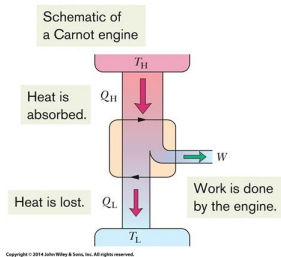 Schematic of
a Carnot engine
T_H
Q_H
Heat is
absorbed.
W
Work is done
by the engine.
Q_L
Heat is lost.
T_L
Copyright © 2014 John Wiley & Sons, Inc. All rights reserved.